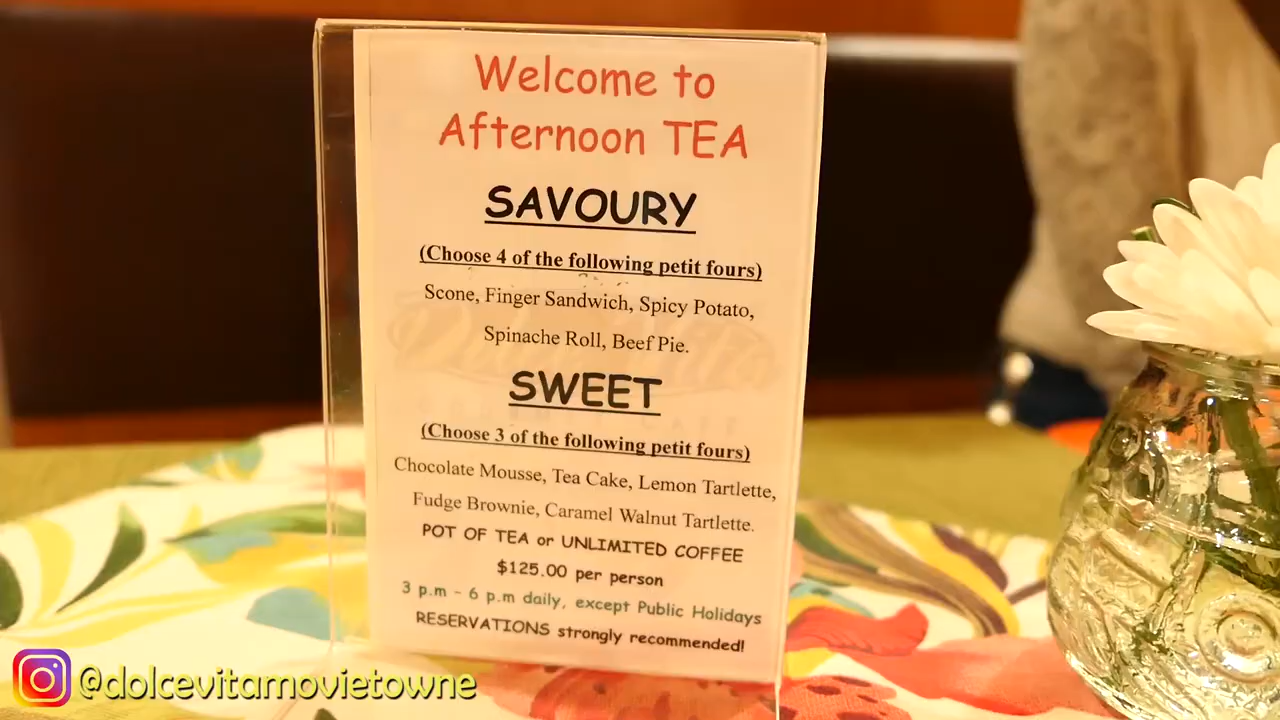 Welcome to
Afternoon TEA
SAVOURY
(Choose 4 of the following petit fours)
Scone, Finger Sandwich, Spicy Potato,
Spinache Roll, Beef Pie.
SWEET
(Choose 3 of the following petit fours)
Chocolate Mousse, Tea Cake, Lemon Tartlette,
Fudge Brownie, Caramel Walnut Tartlette.
POT OF TEA or UNLIMITED COFFEE
$125.00 per person
3 p.m - 6 p.m daily, except Public Holidays
RESERVATIONS strongly recommended!
@dolcevitamovietowne